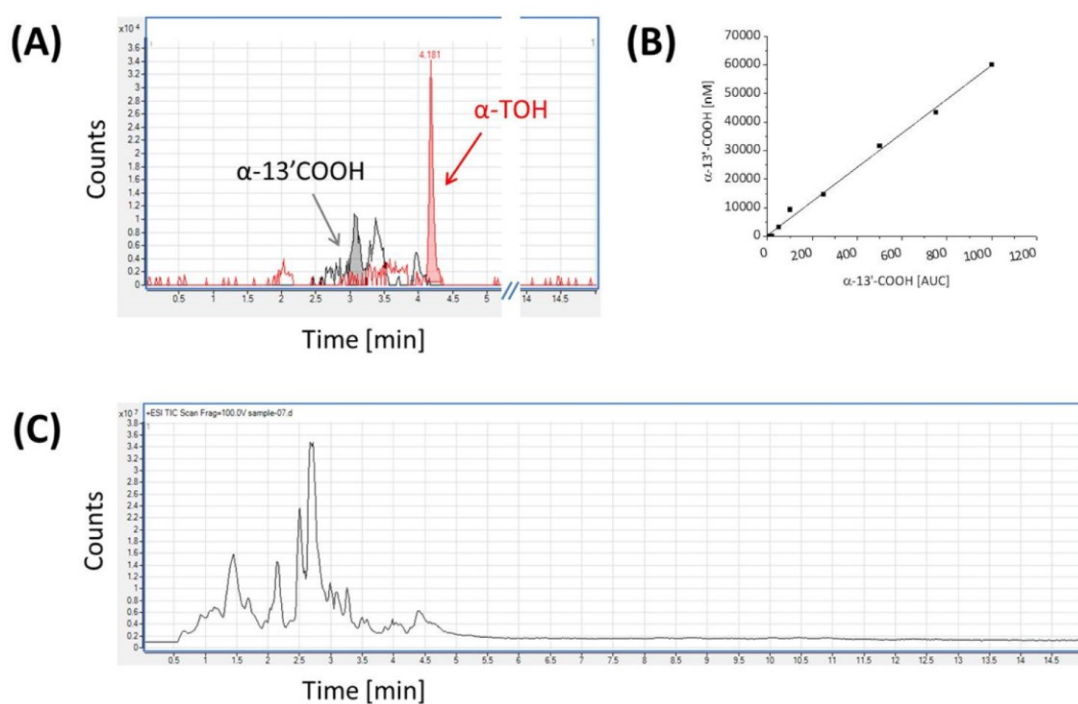 (A)
x10 4
1
1
3.6
3.4
3.2
3
2.8
2.6
2.4
2.2
2
1.8
1.6
1.4
1.2
1
0.8
0.6
0.4
0.2
0
Counts
4.181
α-TOH
α-13’COOH
0.5 1 1.5 2 2.5 3 3.5 4 4.5 5 // 14 14.5 15
Time [min]
(B)
70000
60000
50000
40000
30000
20000
10000
0
α-13'-COOH [nM]
0 200 400 600 800 1000 1200
α-13'-COOH [AUC]
(C)
x10 7
+ESI TIC Scan Frag=100.0V sample-07.d
1
3.8
3.6
3.4
3.2
3
2.8
2.6
2.4
2.2
2
1.8
1.6
1.4
1.2
1
0.8
0.6
0.4
0.2
Counts
0.5 1 1.5 2 2.5 3 3.5 4 4.5 5 5.5 6 6.5 7 7.5 8 8.5 9 9.5 10 10.5 11 11.5 12 12.5 13 13.5 14 14.5
Time [min]